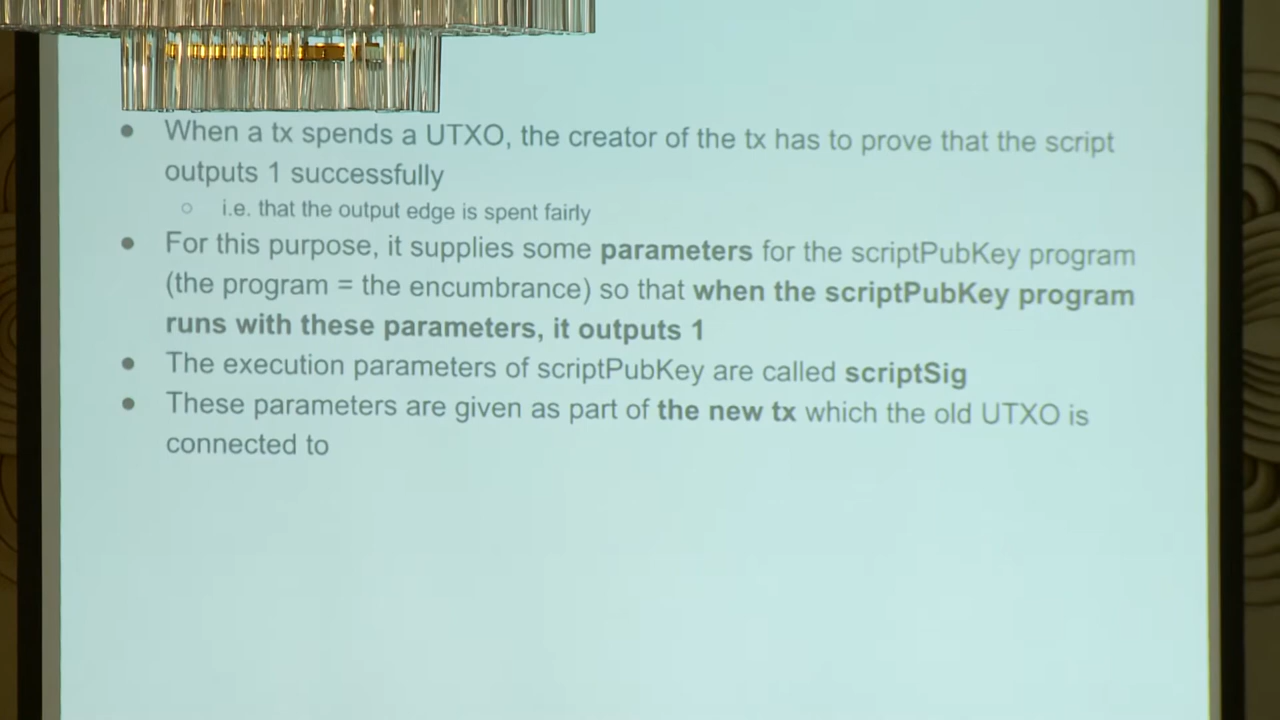 When a tx spends a UTXO, the creator of the tx has to prove that the script
outputs 1 successfully
i.e. that the output edge is spent fairly
For this purpose, it supplies some parameters for the scriptPubKey program
(the program = the encumbrance) so that when the scriptPubKey program
runs with these parameters, it outputs 1
The execution parameters of scriptPubKey are called scriptSig
These parameters are given as part of the new tx which the old UTXO is
connected to